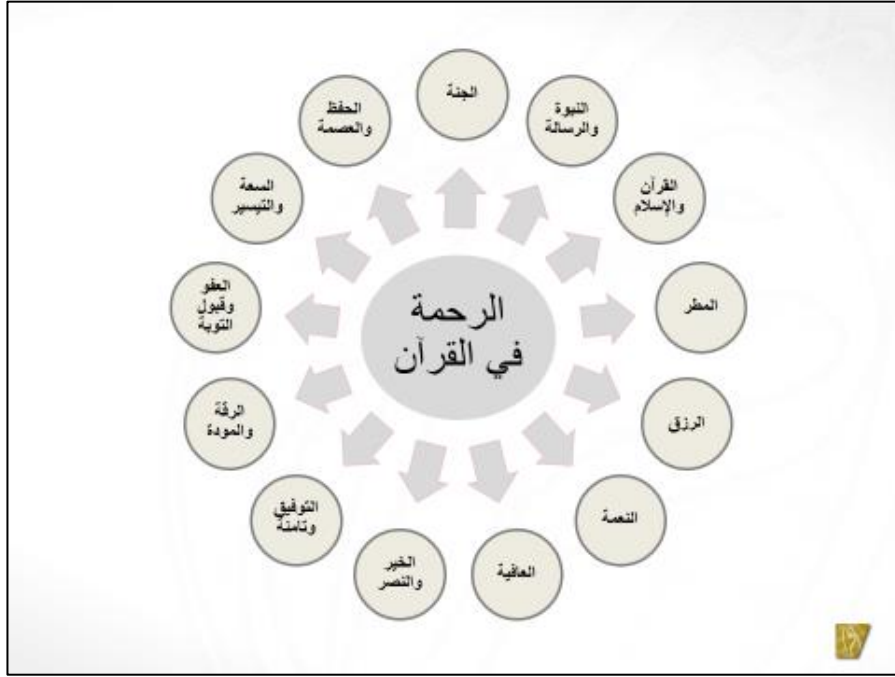 الرحمة
في القرآن
الجنة
النبوة
والرسالة
القرآن
والإسلام
المطر
الرزق
النعمة
العافية
الخير
والنصر
التوفيق
وثامنة
الرقة
والمودة
العفو
وقبول
التوبة
السعة
والتيسير
الحفظ
والعصمة